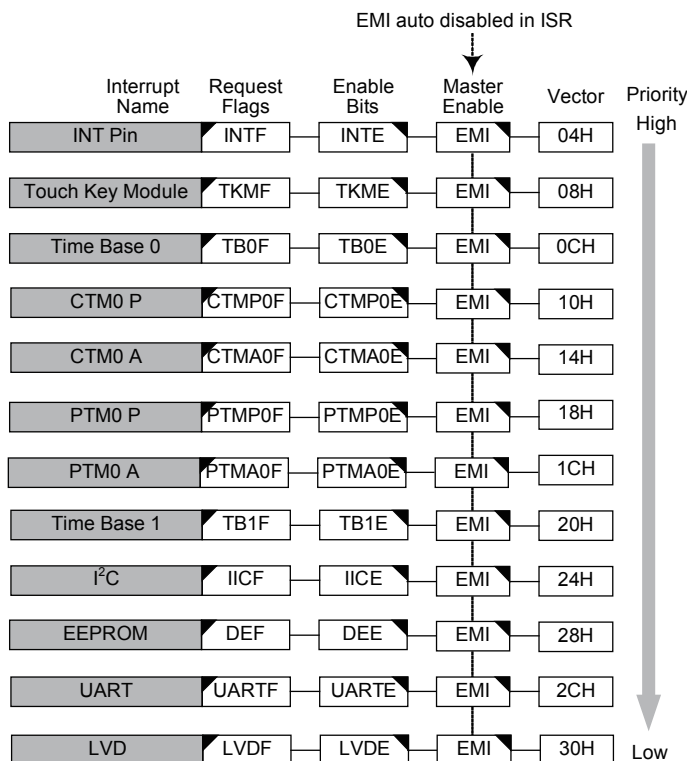 EMI auto disabled in ISR
Interrupt Name Request Flags Enable Bits Master Enable Vector Priority
High
INT Pin INTF INTE EMI 04H
Touch Key Module TKMF TKME EMI 08H
Time Base 0 TB0F TB0E EMI 0CH
CTM0 P CTMP0F CTMP0E EMI 10H
CTM0 A CTMA0F CTMA0E EMI 14H
PTM0 P PTMP0F PTMP0E EMI 18H
PTM0 A PTMA0F PTMA0E EMI 1CH
Time Base 1 TB1F TB1E EMI 20H
I²C IICF IICE EMI 24H
EEPROM DEF DEE EMI 28H
UART UARTF UARTE EMI 2CH
LVD LVDF LVDE EMI 30H Low